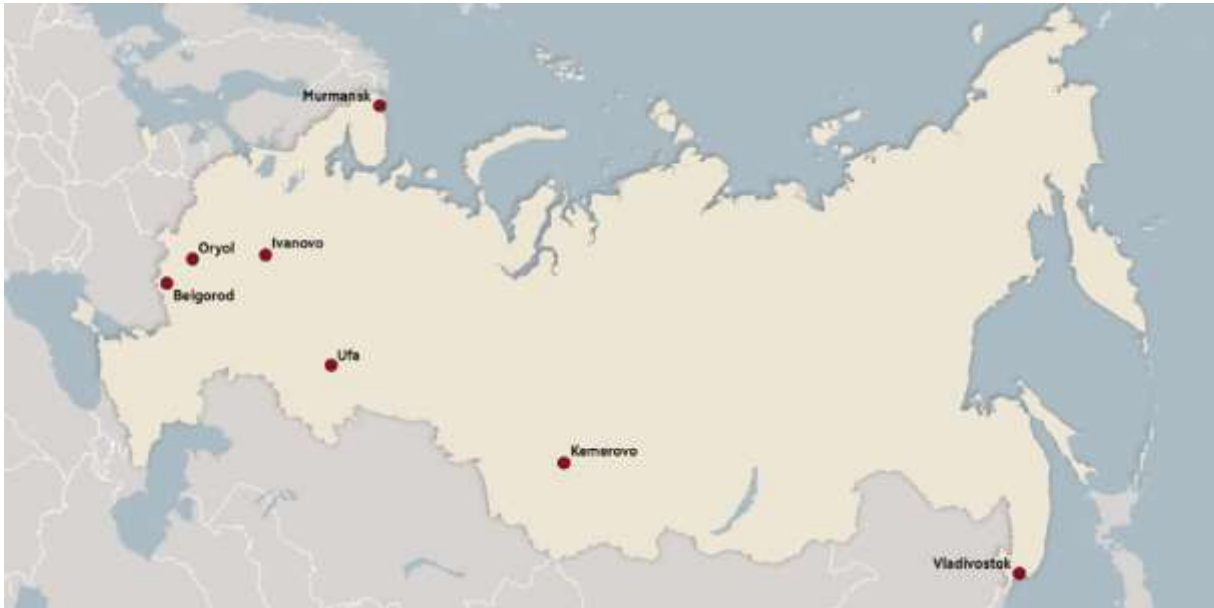 Murmansk
Oryol
Ivanovo
Belgorod
Ufa
Kemerovo
Vladivostok